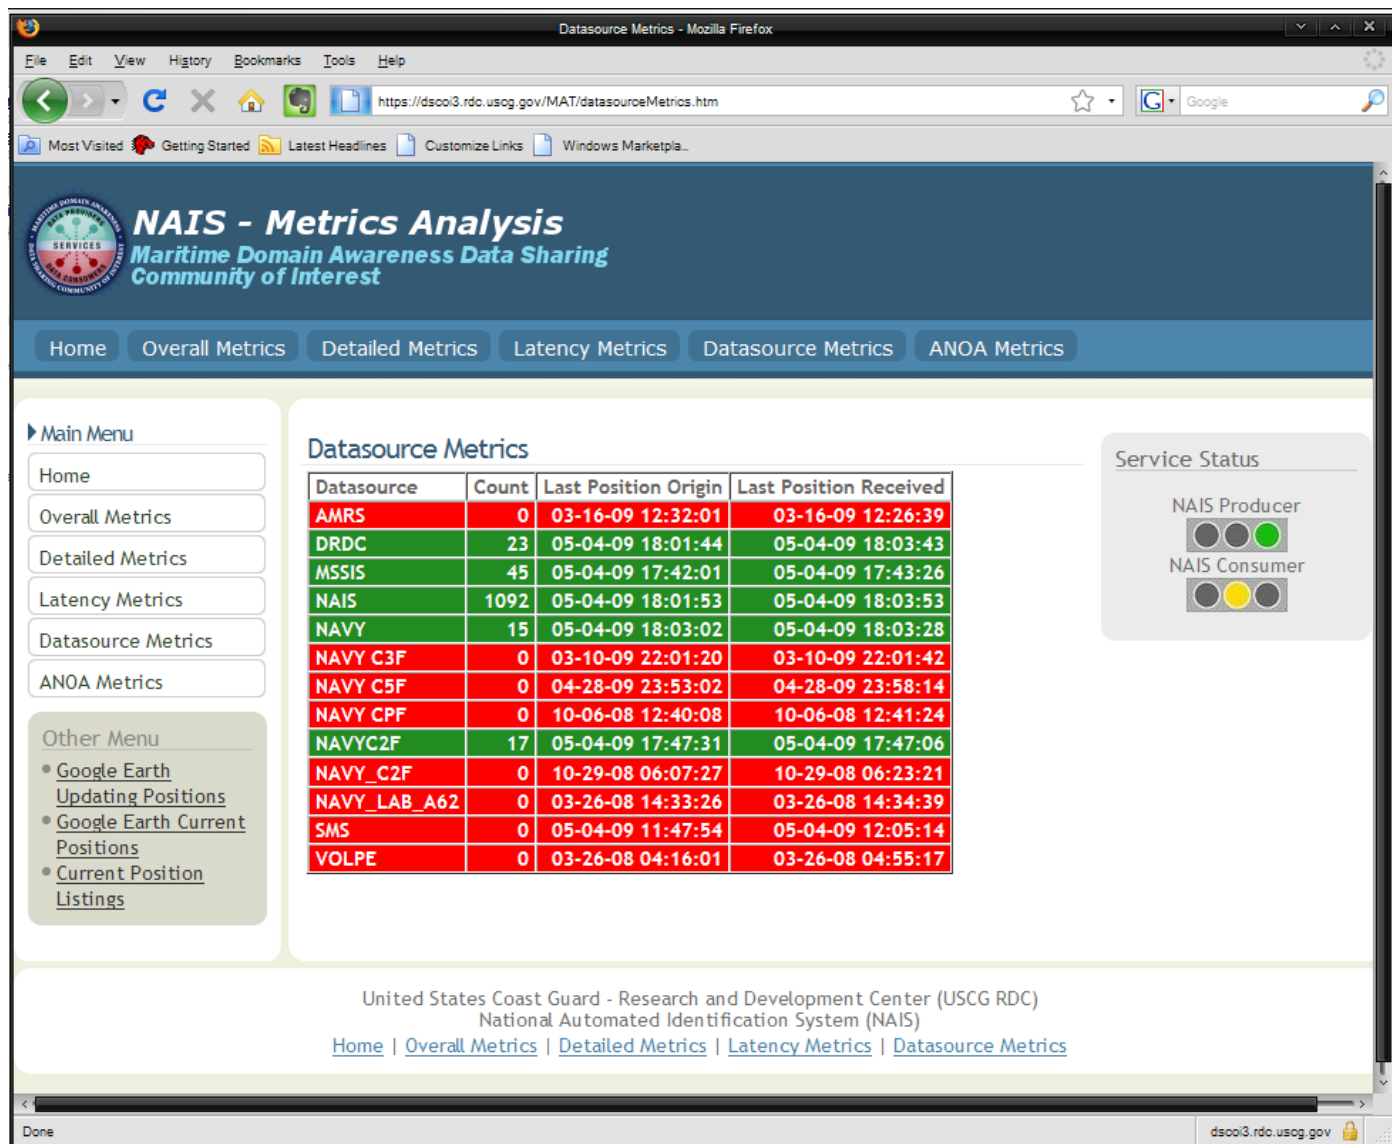 Datasource Metrics - Mozilla Firefox
File Edit View History Bookmarks Tools Help
https://dscoi3.rdc.uscg.gov/MAT/datasourceMetrics.htm
G Google
Most Visited Getting Started Latest Headlines Customize Links Windows Marketpla...
MARITIME DOMAIN AWARENESS
DATA PROVIDERS
SERVICES
DATA CONSUMERS
DATA SHARING COMMUNITY OF INTEREST
NAIS - Metrics Analysis
Maritime Domain Awareness Data Sharing
Community of Interest
Home Overall Metrics Detailed Metrics Latency Metrics Datasource Metrics ANOA Metrics
Main Menu
Home
Overall Metrics
Detailed Metrics
Latency Metrics
Datasource Metrics
ANOA Metrics
Other Menu
Google Earth
Updating Positions
Google Earth Current
Positions
Current Position
Listings
Datasource Metrics
Datasource Count Last Position Origin Last Position Received
AMRS 0 03-16-09 12:32:01 03-16-09 12:26:39
DRDC 23 05-04-09 18:01:44 05-04-09 18:03:43
MSSIS 45 05-04-09 17:42:01 05-04-09 17:43:26
NAIS 1092 05-04-09 18:01:53 05-04-09 18:03:53
NAVY 15 05-04-09 18:03:02 05-04-09 18:03:28
NAVY C3F 0 03-10-09 22:01:20 03-10-09 22:01:42
NAVY C5F 0 04-28-09 23:53:02 04-28-09 23:58:14
NAVY CPF 0 10-06-08 12:40:08 10-06-08 12:41:24
NAVYC2F 17 05-04-09 17:47:31 05-04-09 17:47:06
NAVY_C2F 0 10-29-08 06:07:27 10-29-08 06:23:21
NAVY_LAB_A62 0 03-26-08 14:33:26 03-26-08 14:34:39
SMS 0 05-04-09 11:47:54 05-04-09 12:05:14
VOLPE 0 03-26-08 04:16:01 03-26-08 04:55:17
Service Status
NAIS Producer
NAIS Consumer
United States Coast Guard - Research and Development Center (USCG RDC)
National Automated Identification System (NAIS)
Home | Overall Metrics | Detailed Metrics | Latency Metrics | Datasource Metrics
Done
dscoi3.rdc.uscg.gov